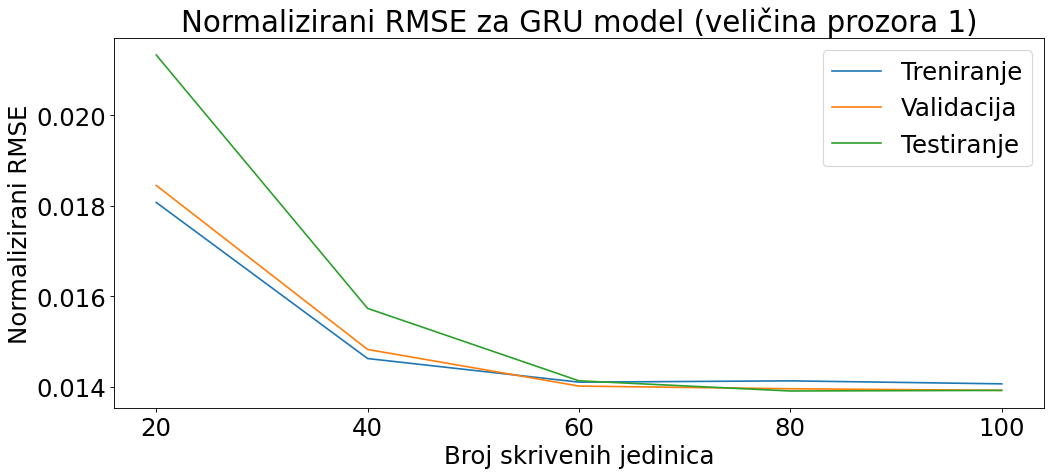 Normalizirani RMSE za GRU model (veličina prozora 1)
Treniranje
Validacija
Testiranje
Normalizirani RMSE
0.020
0.018
0.016
0.014
20 40 60 80 100
Broj skrivenih jedinica